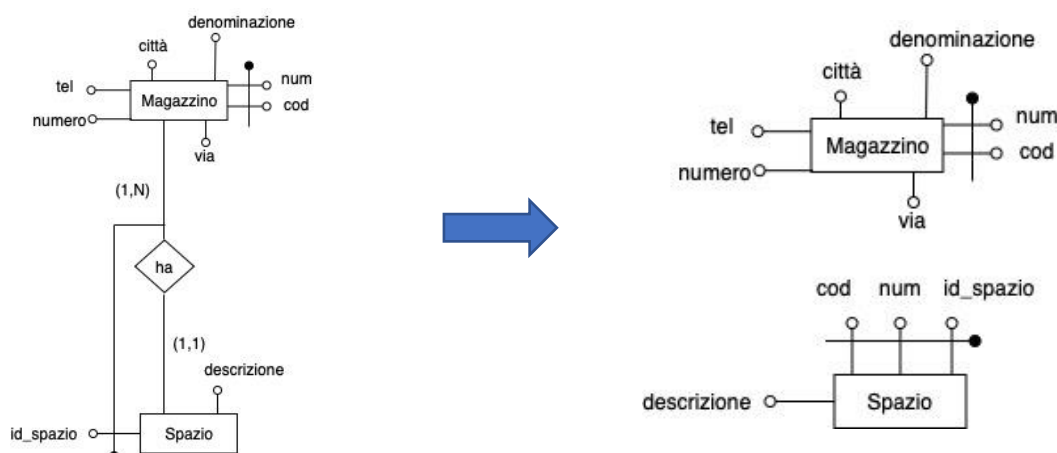 denominazione
città
tel
num
Magazzino
cod
numero
via
(1,N)
ha
(1,1)
descrizione
id_spazio
Spazio
denominazione
città
tel
num
Magazzino
cod
numero
via
cod num id_spazio
descrizione
Spazio